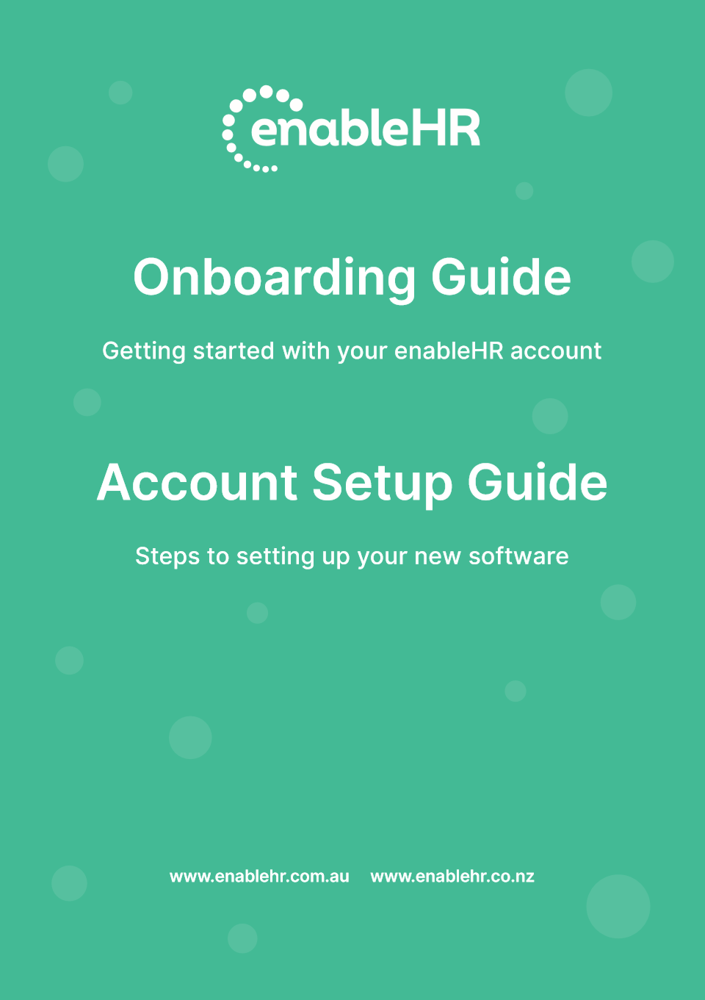 enableHR
Onboarding Guide
Getting started with your enableHR account
Account Setup Guide
Steps to setting up your new software
www.enablehr.com.au www.enablehr.co.nz